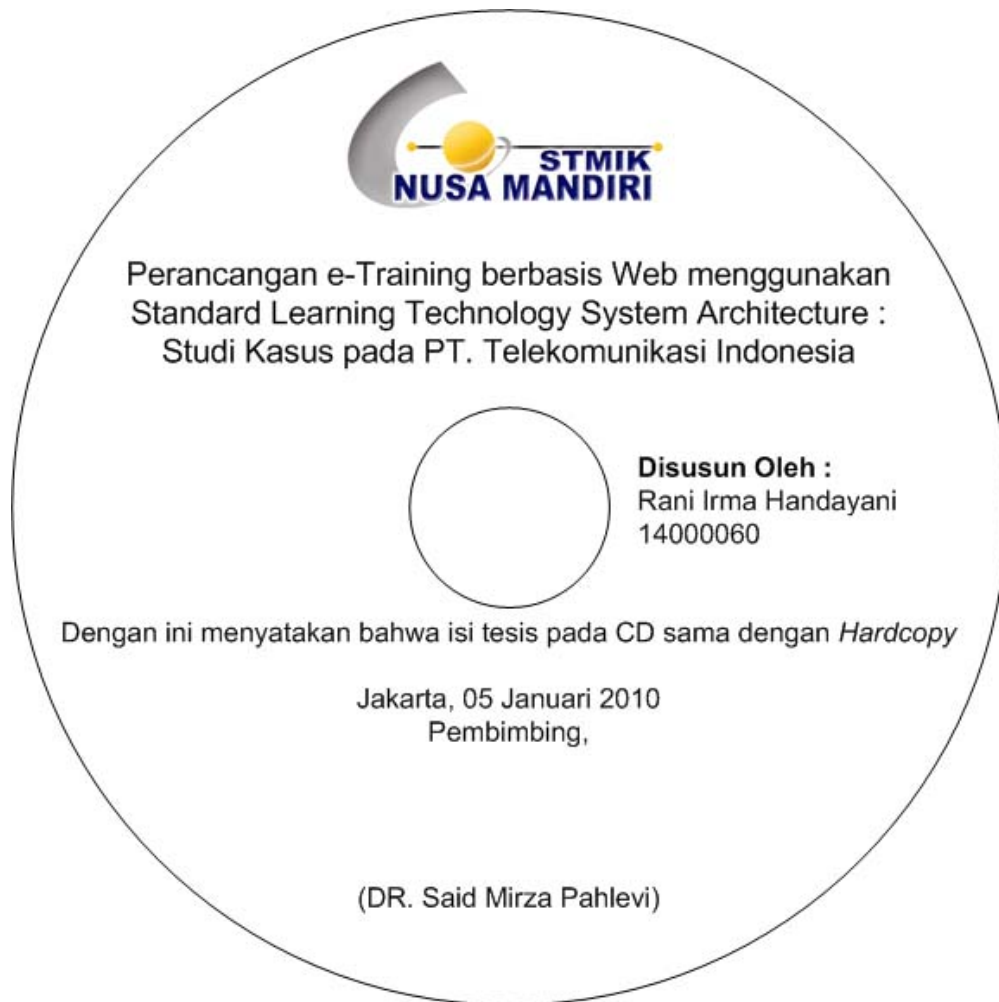 STMIK
NUSA MANDIRI
Perancangan e-Training berbasis Web menggunakan
Standard Learning Technology System Architecture :
Studi Kasus pada PT. Telekomunikasi Indonesia
Disusun Oleh :
Rani Irma Handayani
14000060
Dengan ini menyatakan bahwa isi tesis pada CD sama dengan Hardcopy
Jakarta, 05 Januari 2010
Pembimbing,
(DR. Said Mirza Pahlevi)